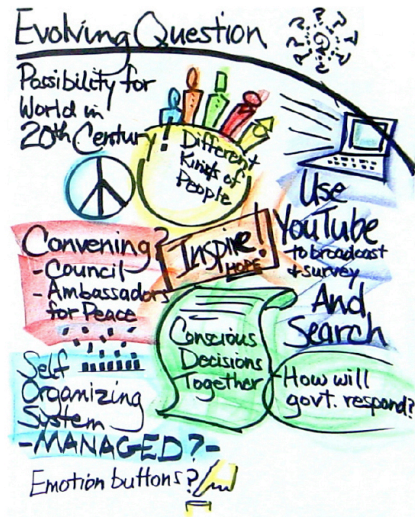 Evolving Question
Possibility for
World in
20th Century!
Different
Kinds of
People
Use
YouTube
to broadcast
& survey
And
Search
Convening?
- Council
- Ambassadors
for Peace
Inspire!
HOPE
Conscious
Decisions
Together
- How will
govt. respond?
Self
Organizing
System
- MANAGED? -
Emotion buttons?